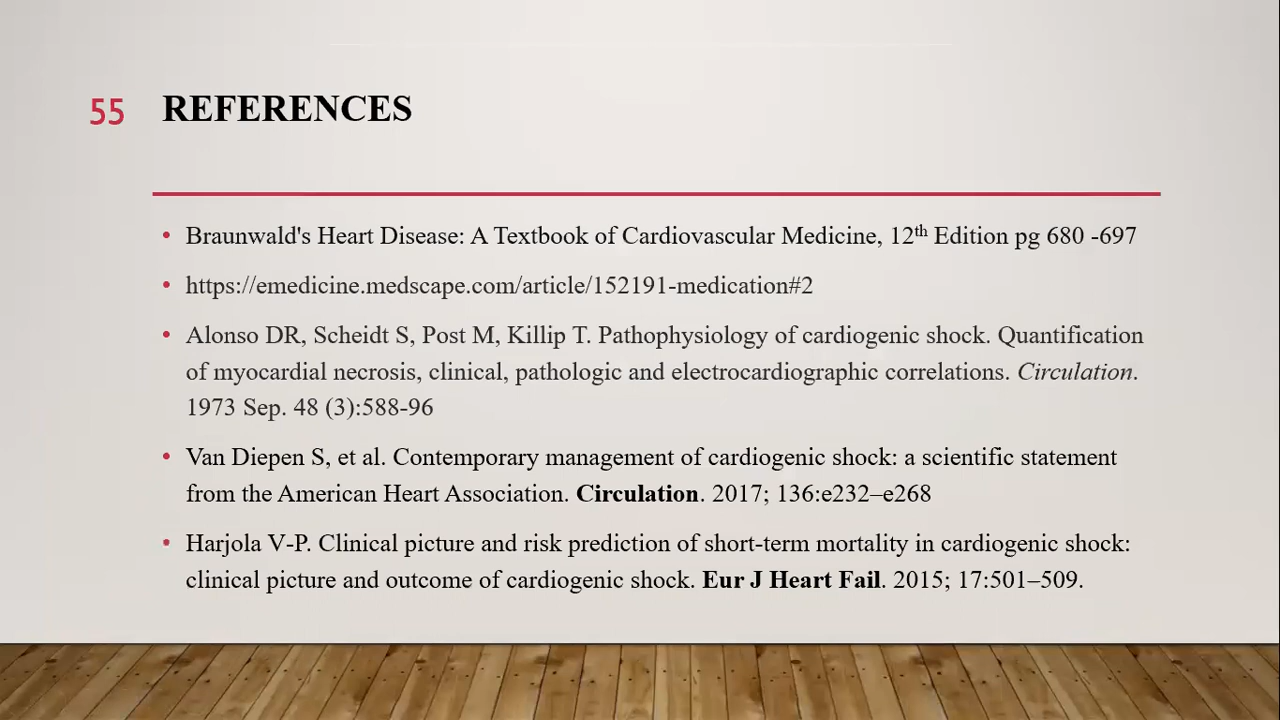 55 REFERENCES
• Braunwald's Heart Disease: A Textbook of Cardiovascular Medicine, 12th Edition pg 680 -697
• https://emedicine.medscape.com/article/152191-medication#2
• Alonso DR, Scheidt S, Post M, Killip T. Pathophysiology of cardiogenic shock. Quantification
of myocardial necrosis, clinical, pathologic and electrocardiographic correlations. Circulation.
1973 Sep. 48 (3):588-96
• Van Diepen S, et al. Contemporary management of cardiogenic shock: a scientific statement
from the American Heart Association. Circulation. 2017; 136:e232–e268
• Harjola V-P. Clinical picture and risk prediction of short-term mortality in cardiogenic shock:
clinical picture and outcome of cardiogenic shock. Eur J Heart Fail. 2015; 17:501–509.